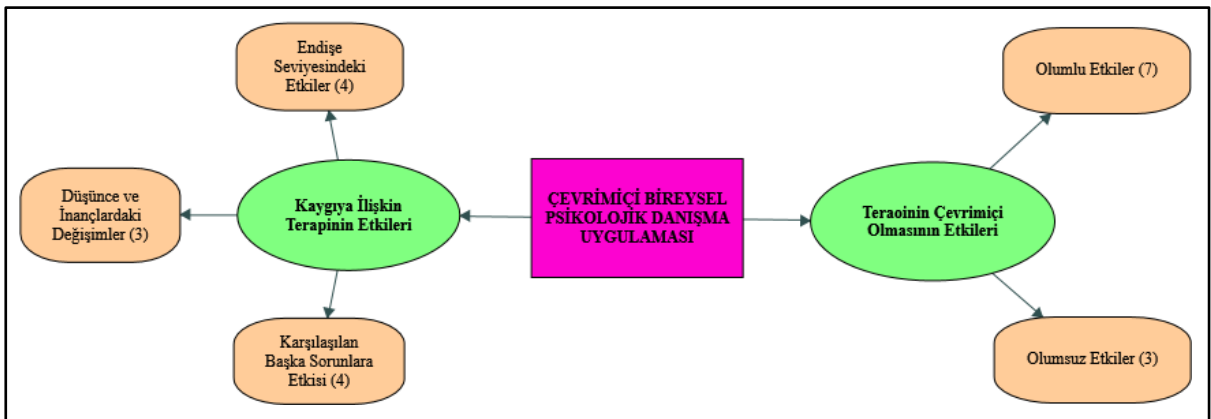 Endişe
Seviyesindeki
Etkiler (4)
Düşünce ve
İnançlardaki
Değişimler (3)
Kaygıya İlişkin
Terapinin Etkileri
Karşılaşılan
Başka Sorunlara
Etkisi (4)
ÇEVRİMİÇİ BİREYSEL
PSİKOLOJİK DANIŞMA
UYGULAMASI
Olumlu Etkiler (7)
Teraoinin Çevrimiçi
Olmasının Etkileri
Olumsuz Etkiler (3)